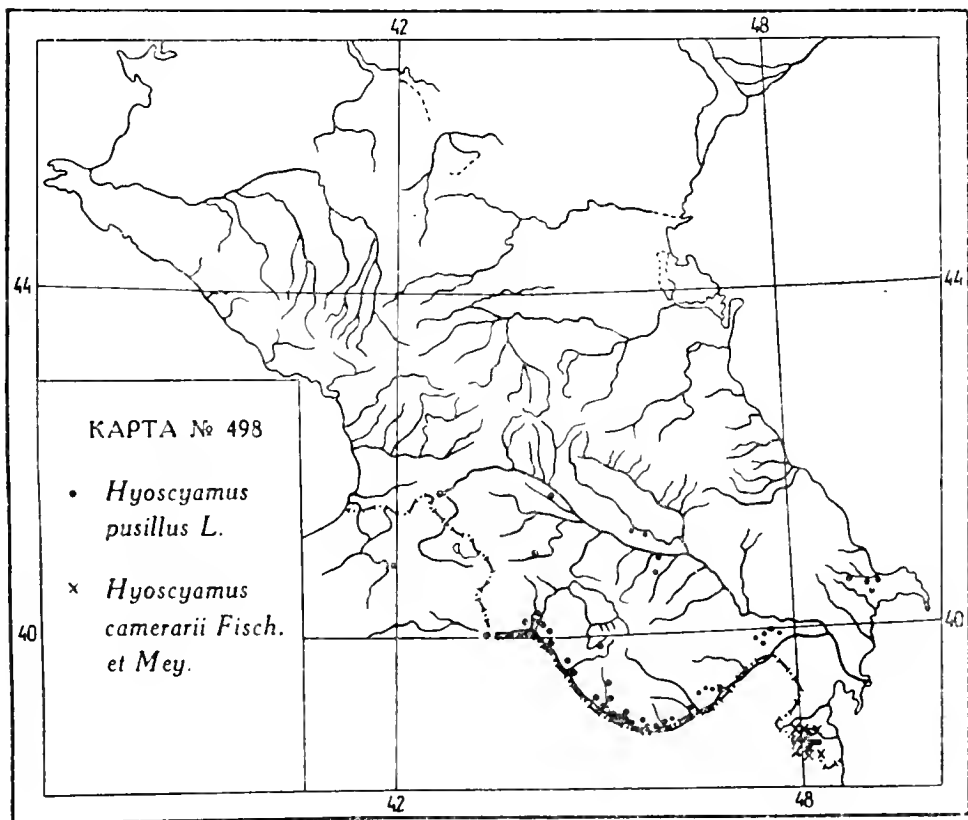 42 48
44 44
КАРТА № 498
• Hyoscyamus
pusillus L.
× Hyoscyamus
camerarii Fisch.
et Mey.
40 40
42 48